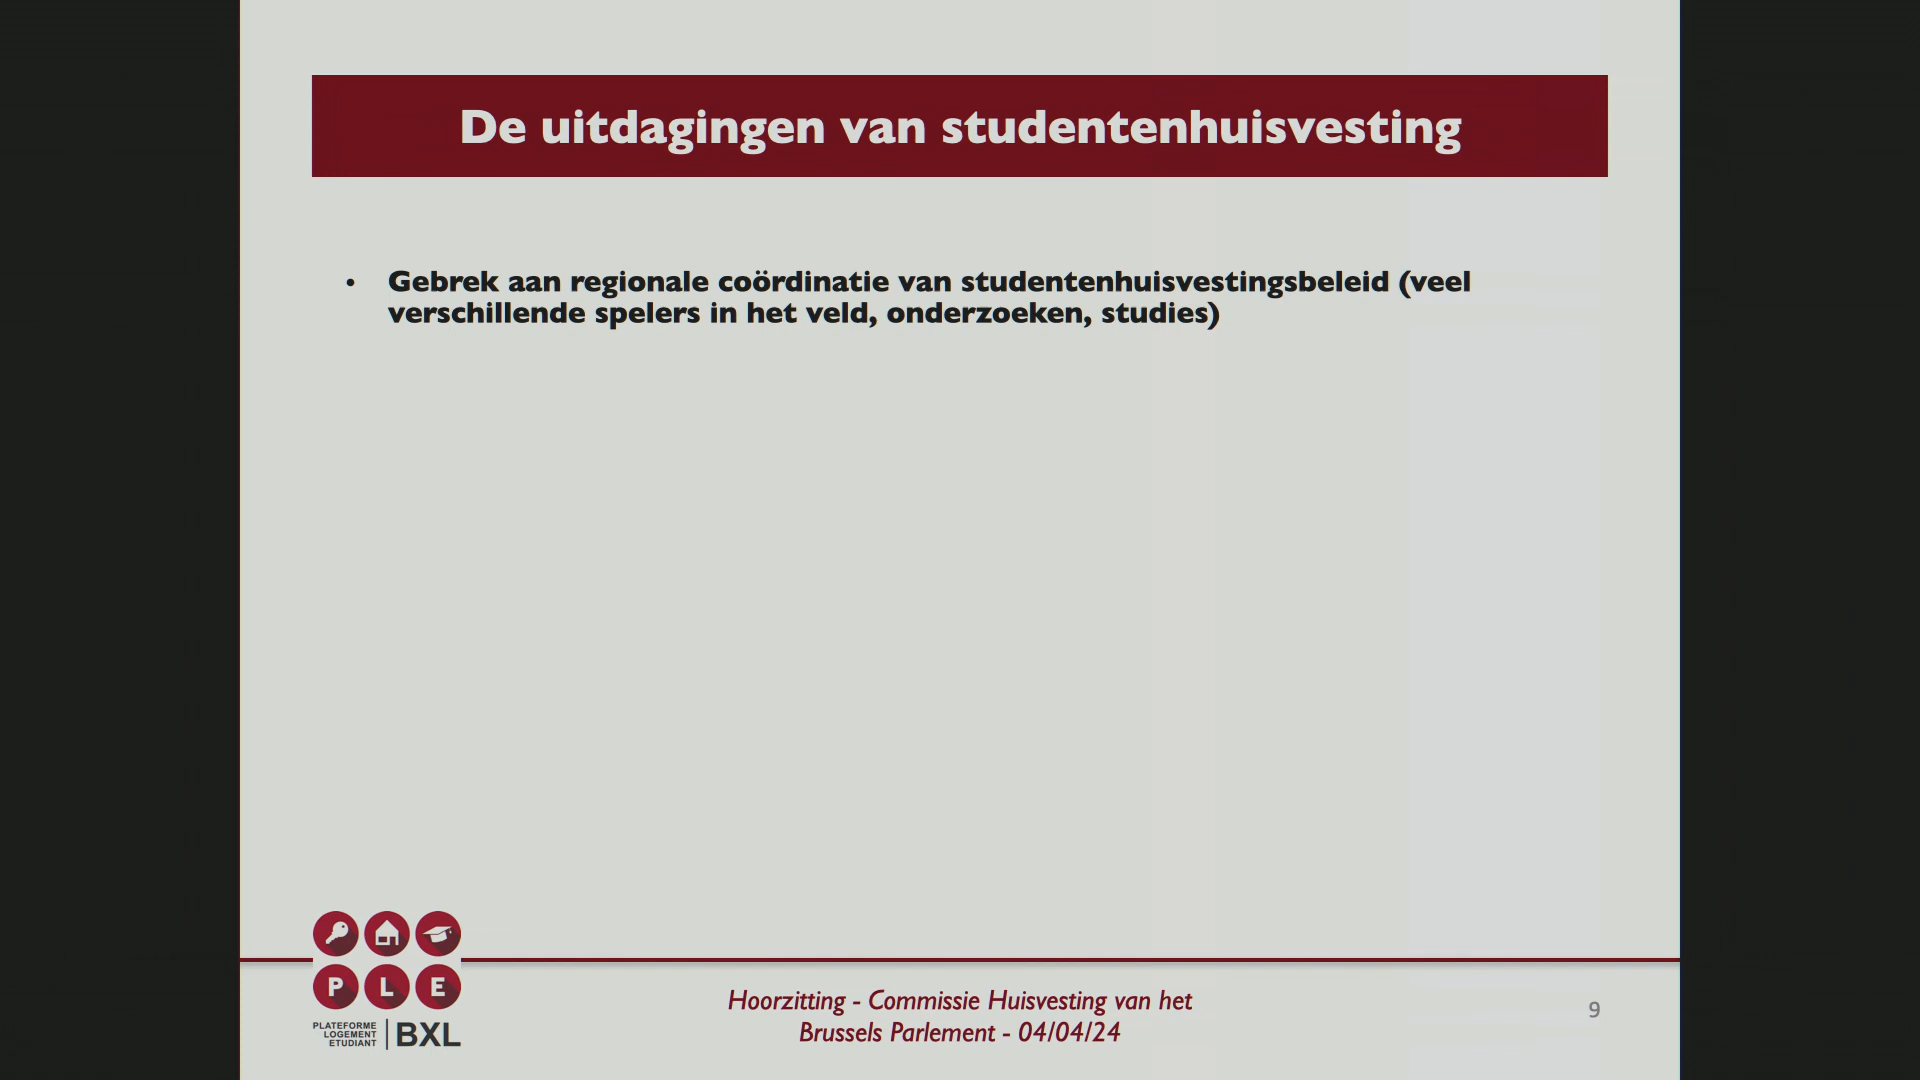 De uitdagingen van studentenhuisvesting
• Gebrek aan regionale coördinatie van studentenhuisvestingsbeleid (veel
verschillende spelers in het veld, onderzoeken, studies)
P L E
PLATEFORME
LOGEMENT
ETUDIANT
BXL
Hoorzitting - Commissie Huisvesting van het
Brussels Parlement - 04/04/24
9